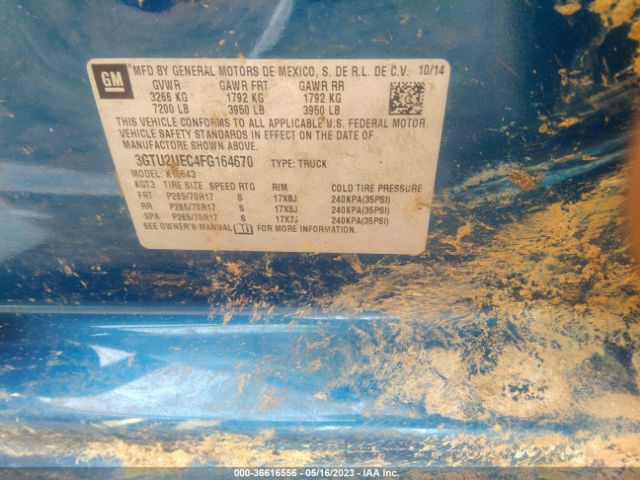 GM
MFD BY GENERAL MOTORS DE MEXICO, S. DE R.L. DE C.V. 10/14
GVWR GAWR FRT GAWR RR
3266 KG 1792 KG 1792 KG
7200 LB 3950 LB 3950 LB
THIS VEHICLE CONFORMS TO ALL APPLICABLE U.S. FEDERAL MOTOR
VEHICLE SAFETY STANDARDS IN EFFECT ON THE DATE OF
MANUFACTURE SHOWN ABOVE.
3GTU2UEC4FG164670 TYPE: TRUCK
MODEL: 543
KGT3 TIRE SIZE SPEED RTG RIM COLD TIRE PRESSURE
FRT P265/70R17 S 17X8J 240KPA(35PSI)
RR P265/70R17 S 17X8J 240KPA(35PSI)
SPA P265/70R17 S 17X7J 240KPA(35PSI)
SEE OWNER'S MANUAL FOR MORE INFORMATION.
000-36616556 - 05/16/2023 - IAA Inc.